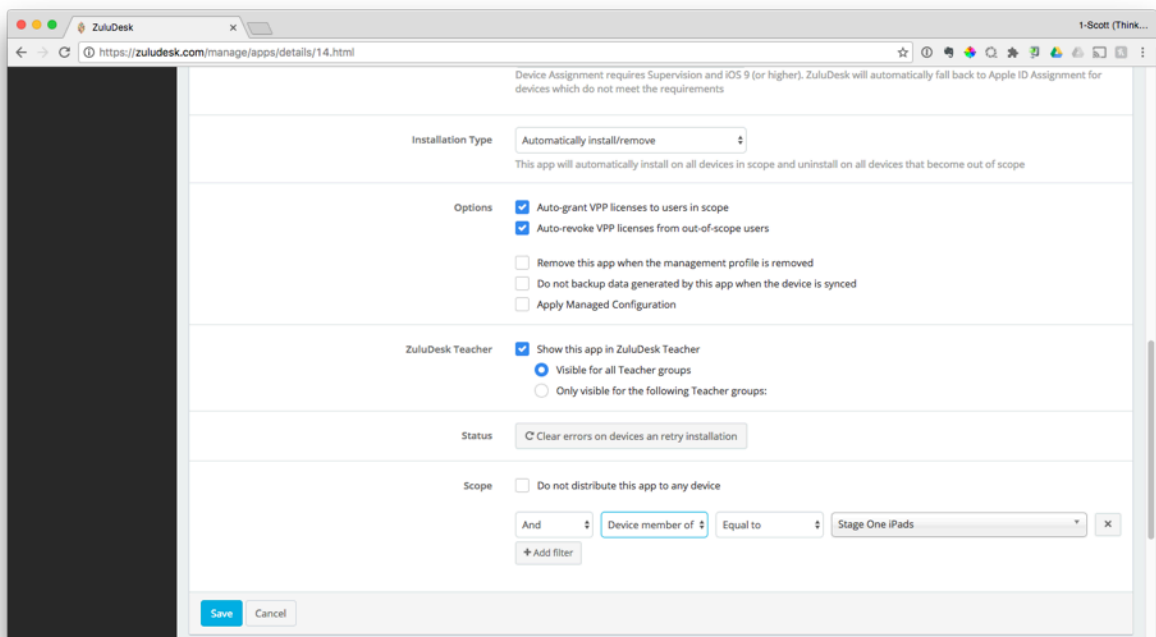 ZuluDesk
1-Scott (Think...
https://zuludesk.com/manage/apps/details/14.html
Device Assignment requires Supervision and iOS 9 (or higher). ZuluDesk will automatically fall back to Apple ID Assignment for
devices which do not meet the requirements
Installation Type
Automatically install/remove
This app will automatically install on all devices in scope and uninstall on all devices that become out of scope
Options
Auto-grant VPP licenses to users in scope
Auto-revoke VPP licenses from out-of-scope users
Remove this app when the management profile is removed
Do not backup data generated by this app when the device is synced
Apply Managed Configuration
ZuluDesk Teacher
Show this app in ZuluDesk Teacher
Visible for all Teacher groups
Only visible for the following Teacher groups:
Status
Clear errors on devices an retry installation
Scope
Do not distribute this app to any device
And
Device member of
Equal to
Stage One iPads
+ Add filter
Save
Cancel